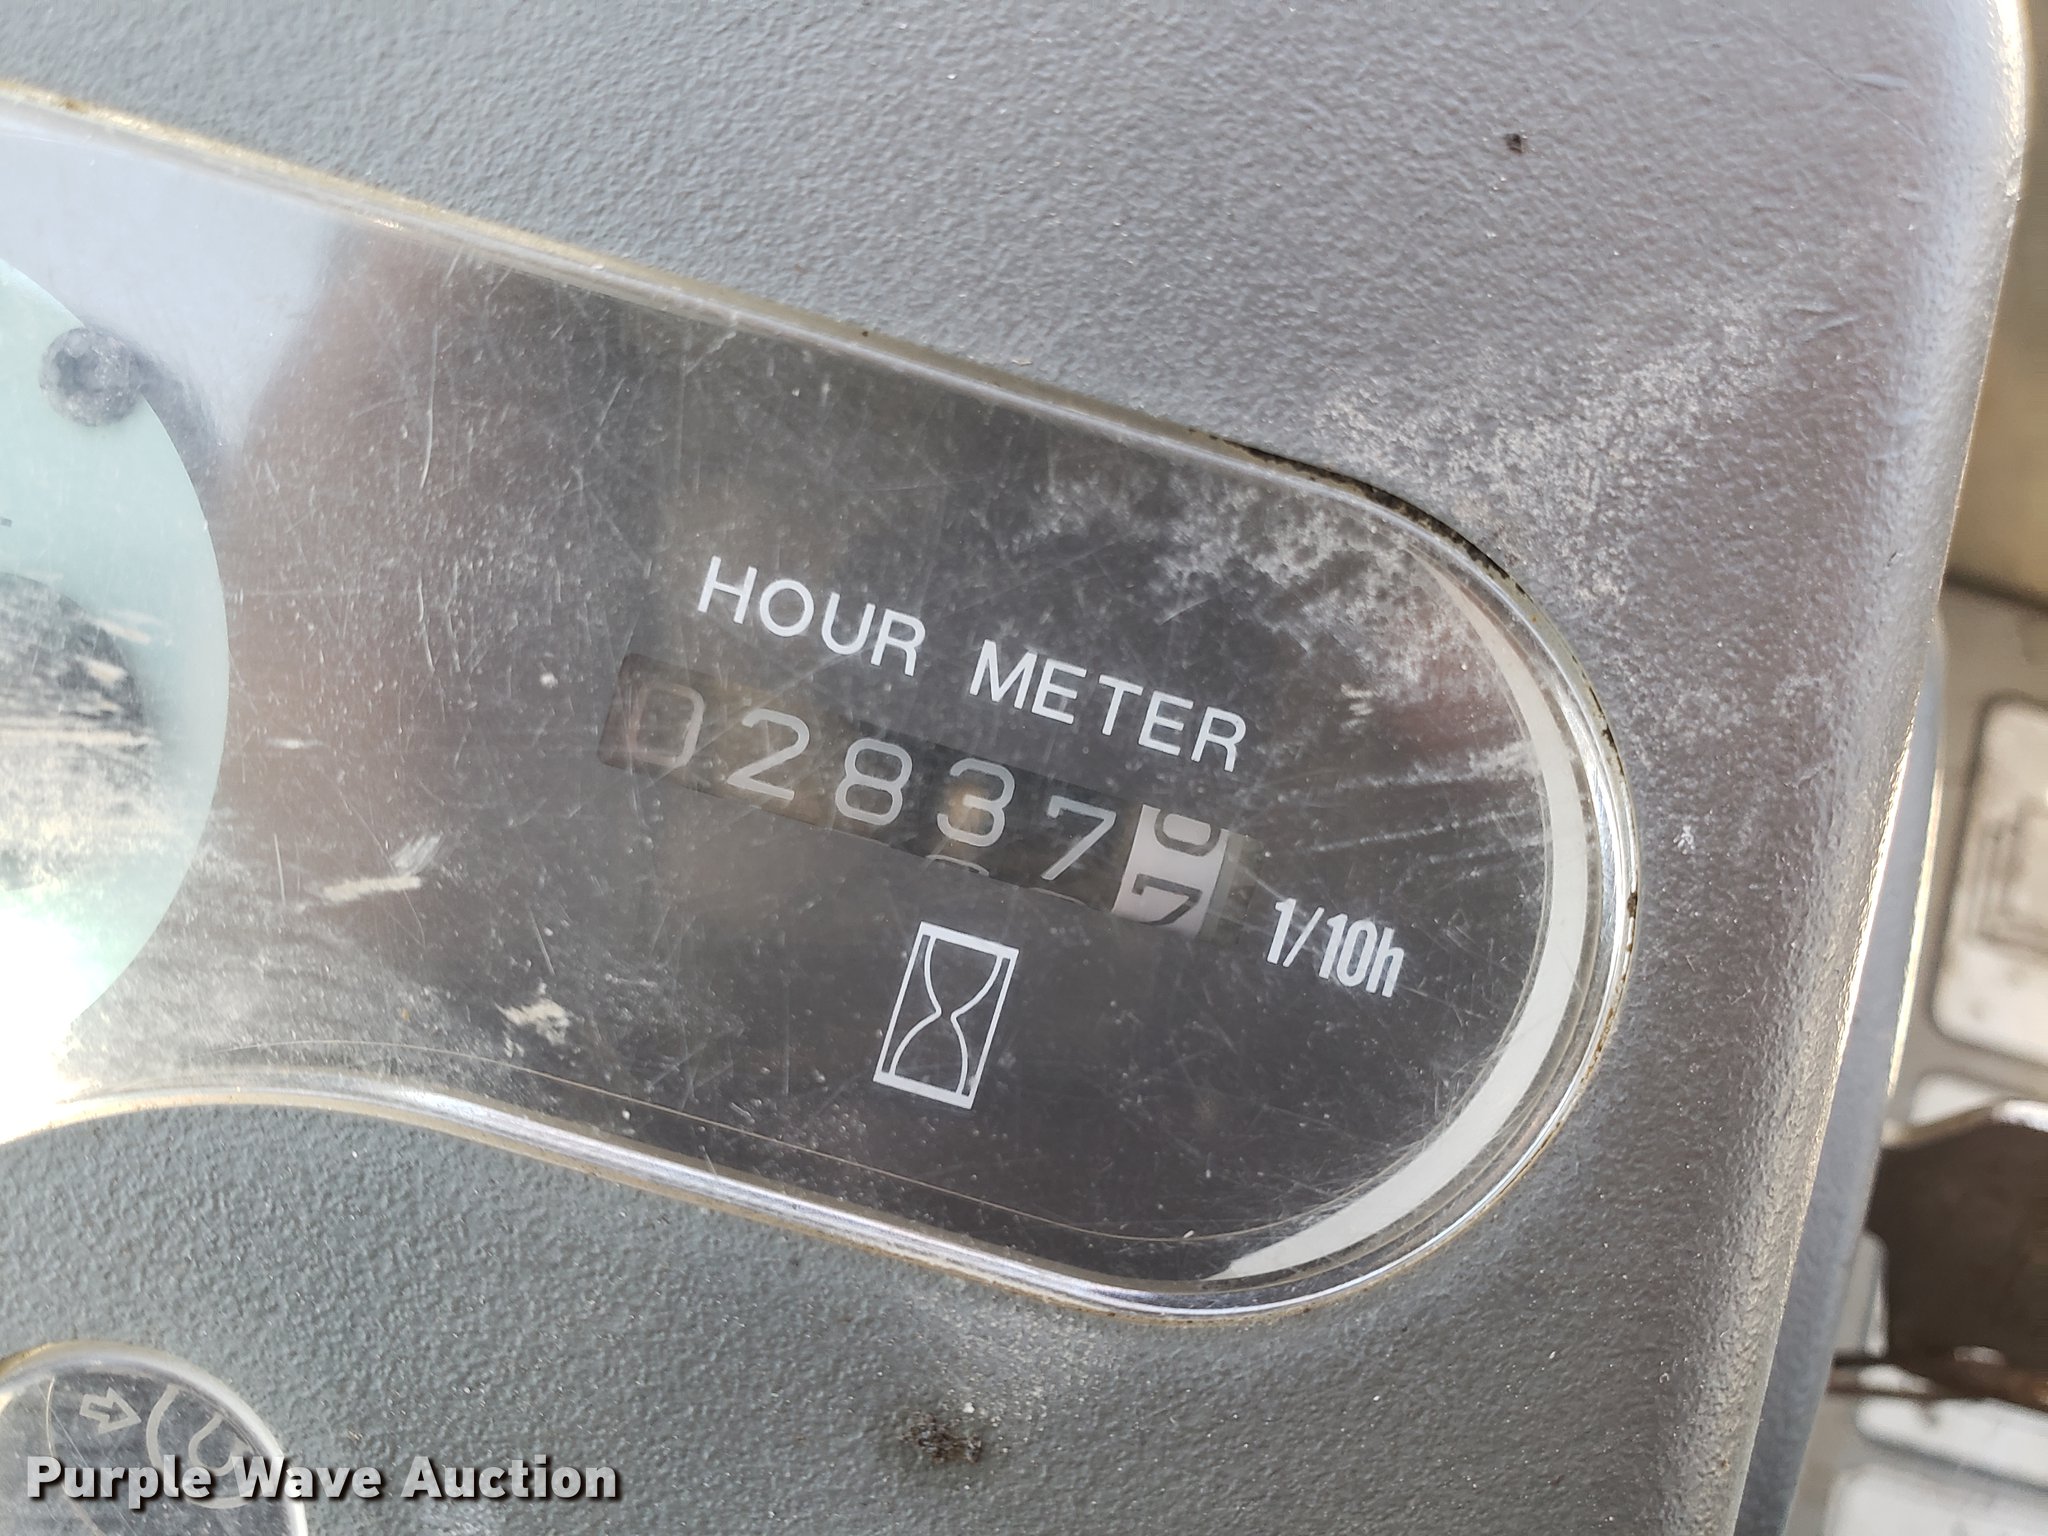 HOUR METER
02837
1/10h
Purple Wave Auction